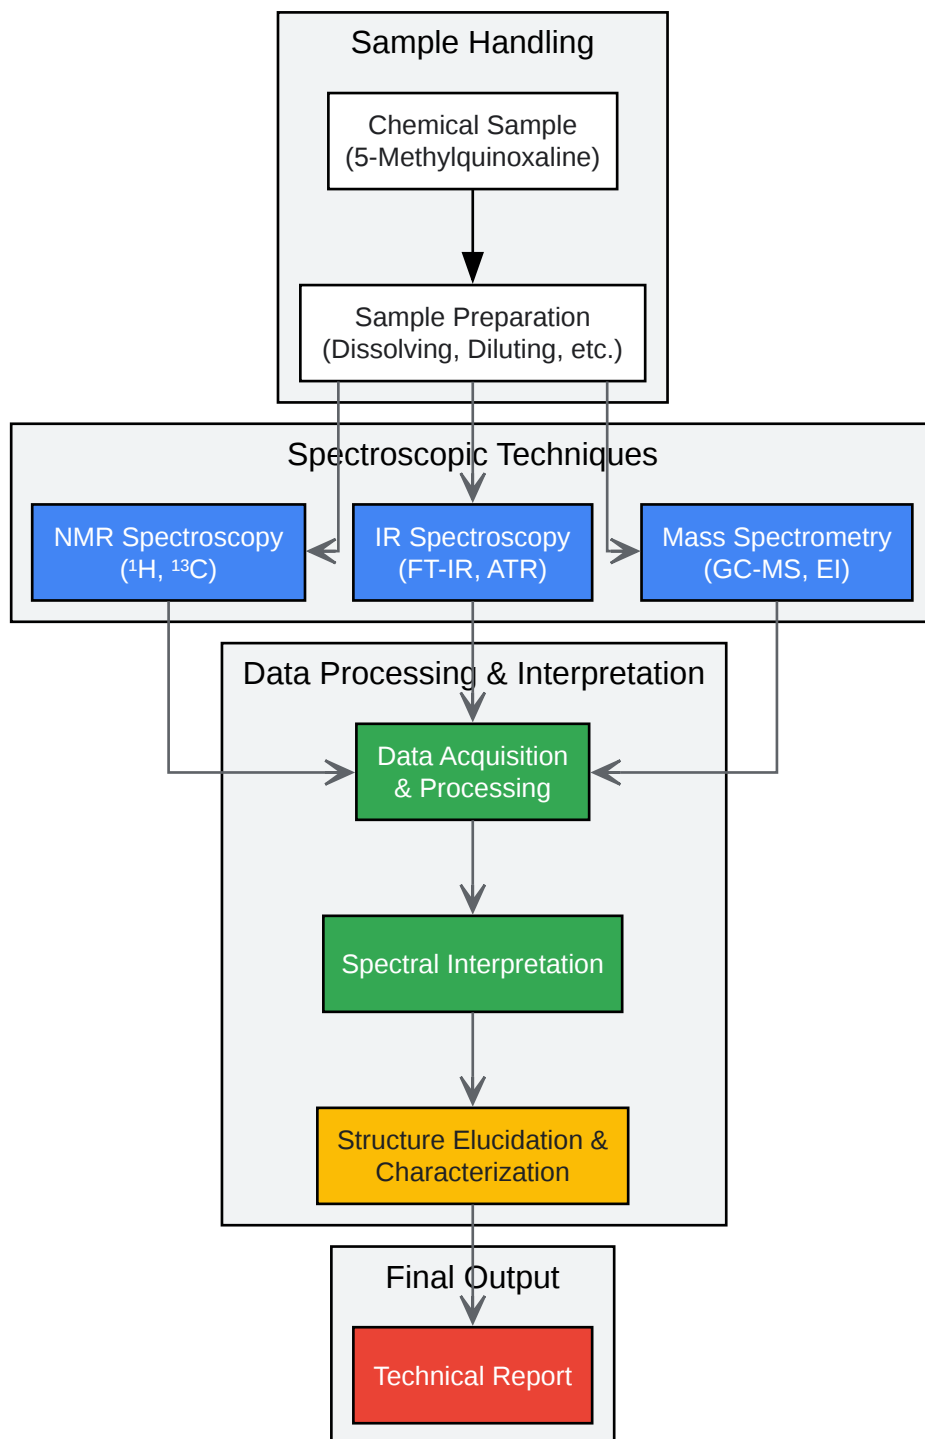 Sample Handling
Chemical Sample
(5-Methylquinoxaline)
Sample Preparation
(Dissolving, Diluting, etc.)
Spectroscopic Techniques
NMR Spectroscopy
(¹H, ¹³C)
IR Spectroscopy
(FT-IR, ATR)
Mass Spectrometry
(GC-MS, EI)
Data Processing & Interpretation
Data Acquisition
& Processing
Spectral Interpretation
Structure Elucidation &
Characterization
Final Output
Technical Report